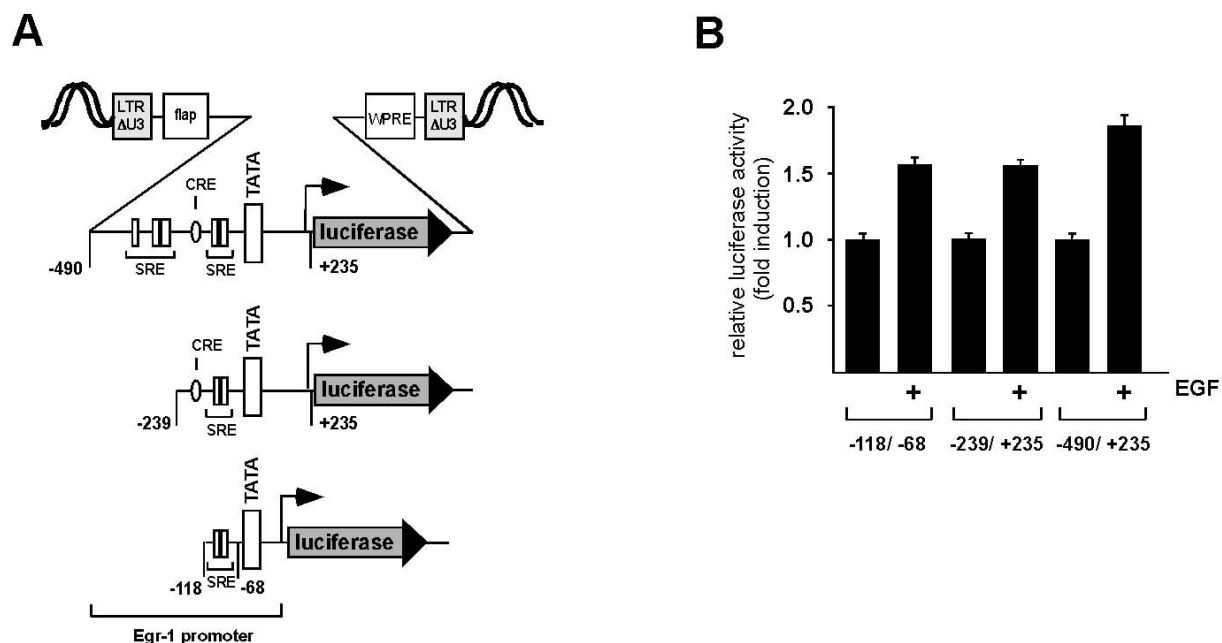 A
LTR
ΔU3
flap
WPRE
LTR
ΔU3
CRE
TATA
luciferase
-490
SRE
SRE
+235
CRE
TATA
luciferase
-239
SRE
+235
TATA
luciferase
-118
SRE
-68
Egr-1 promoter
B
relative luciferase activity
(fold induction)
2.0
1.5
1.0
0.5
+ + + EGF
-118/ -68 -239/ +235 -490/ +235